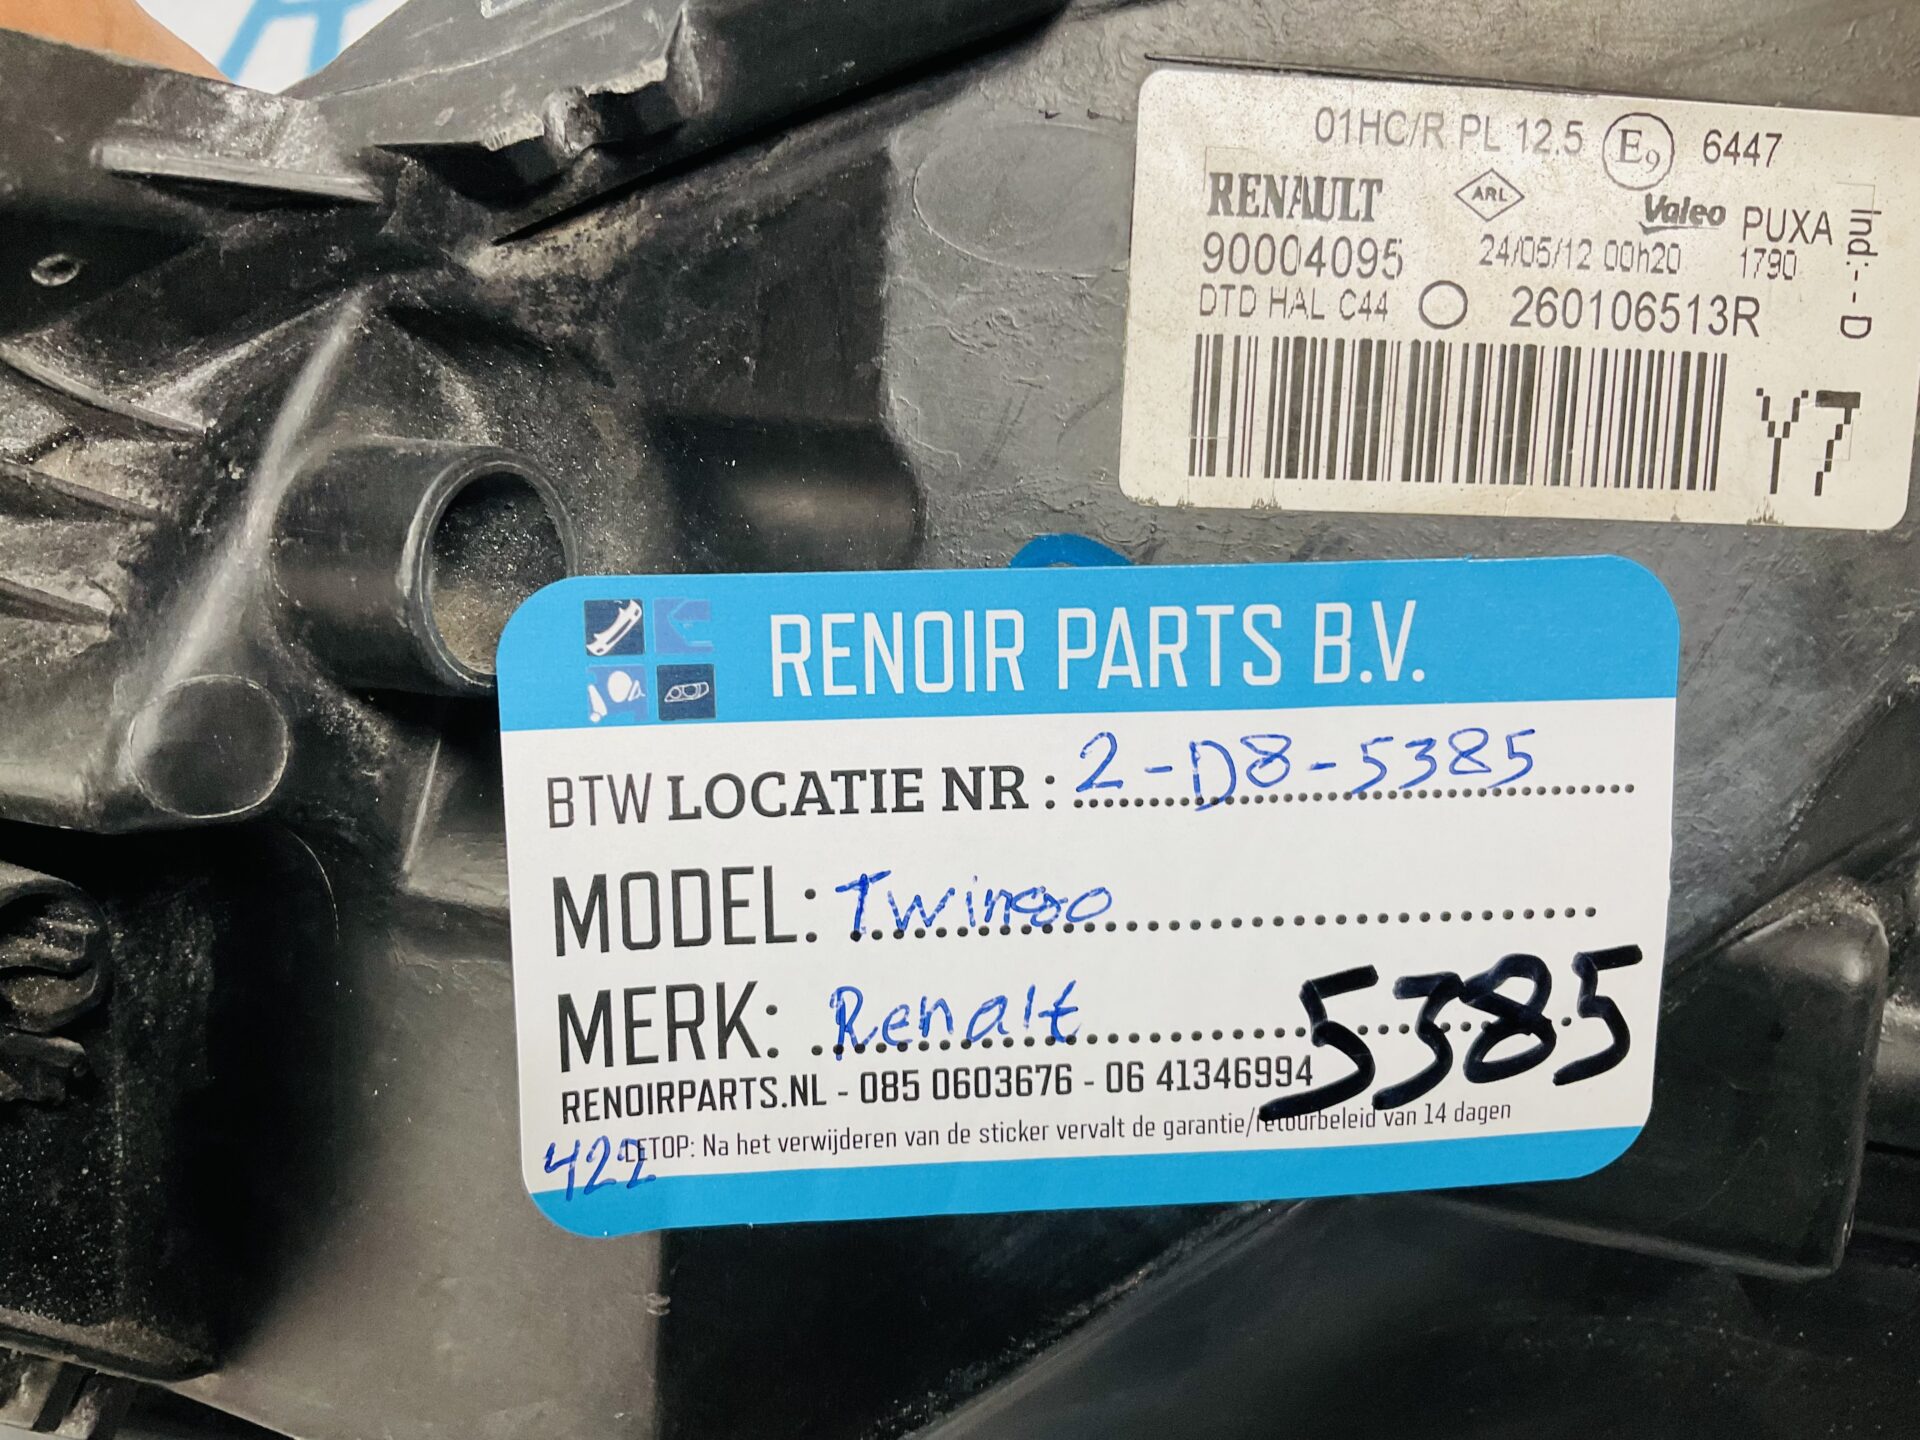 01HC/R PL 12.5 E9 6447
RENAULT ARL Valeo PUXA
90004095 24/05/12 00h20 1790
DTD HAL C44 260106513R
Ind:--D
Y7
RENOIR PARTS B.V.
BTW LOCATIE NR : 2-D8-5385
MODEL: Twingo
MERK: Renalt
5385
RENOIRPARTS.NL - 085 0603676 - 06 41346994
LETOP: Na het verwijderen van de sticker vervalt de garantie/retourbeleid van 14 dagen